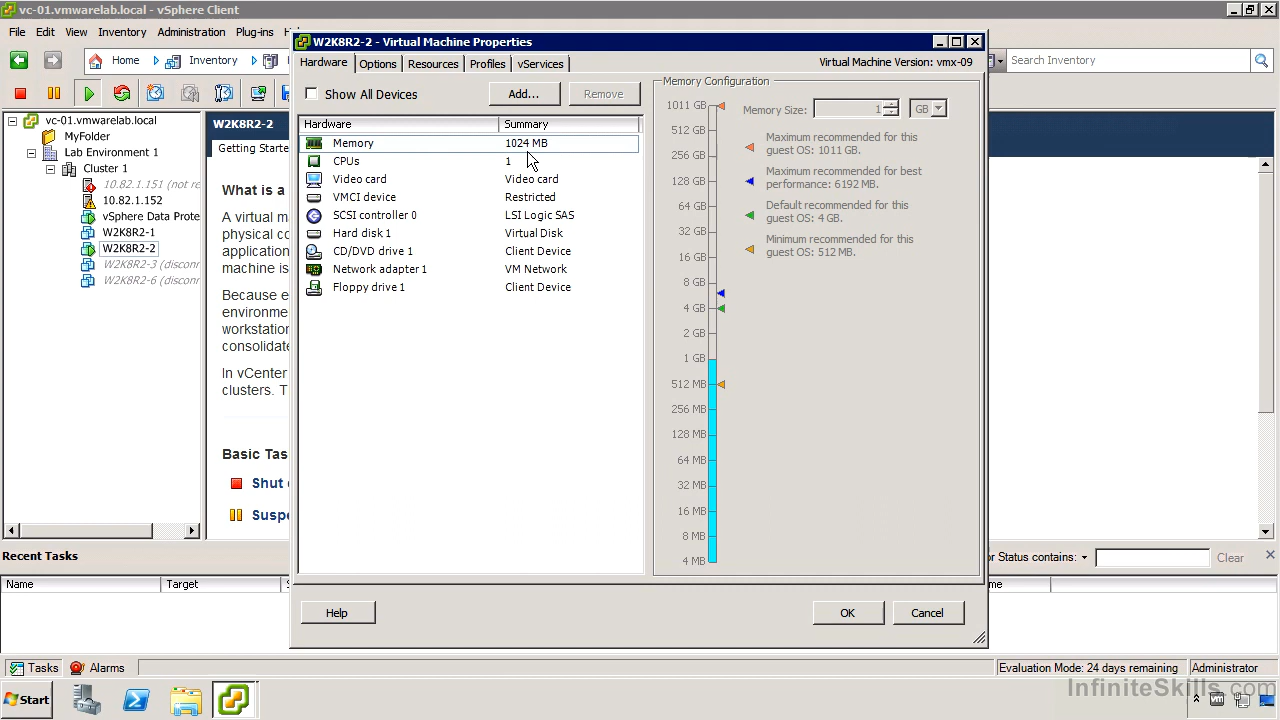 vc-01.vmwarelab.local - vSphere Client
File Edit View Inventory Administration Plug-ins
Home Inventory
Search Inventory
vc-01.vmwarelab.local
MyFolder
Lab Environment 1
Cluster 1
10.82.1.151 (not re
10.82.1.152
vSphere Data Prote
W2K8R2-1
W2K8R2-2
W2K8R2-3 (disconn
W2K8R2-6 (disconn
W2K8R2-2
Getting Starte
What is a
A virtual m
physical co
application
machine is
Because e
environme
workstation
consolidate
In vCenter
clusters. T
Basic Tas
Shut
Suspe
W2K8R2-2 - Virtual Machine Properties
Hardware Options Resources Profiles vServices
Virtual Machine Version: vmx-09
Show All Devices
Add...
Remove
Hardware Summary
Memory 1024 MB
CPUs 1
Video card Video card
VMCI device Restricted
SCSI controller 0 LSI Logic SAS
Hard disk 1 Virtual Disk
CD/DVD drive 1 Client Device
Network adapter 1 VM Network
Floppy drive 1 Client Device
Memory Configuration
1011 GB
512 GB
256 GB
128 GB
64 GB
32 GB
16 GB
8 GB
4 GB
2 GB
1 GB
512 MB
256 MB
128 MB
64 MB
32 MB
16 MB
8 MB
4 MB
Memory Size: 1 GB
Maximum recommended for this
guest OS: 1011 GB.
Maximum recommended for best
performance: 6192 MB.
Default recommended for this
guest OS: 4 GB.
Minimum recommended for this
guest OS: 512 MB.
Help
OK
Cancel
Recent Tasks
or Status contains:
Clear
Name Target
me
Tasks Alarms
Evaluation Mode: 24 days remaining
Administrator
Start
InfiniteSkills.com